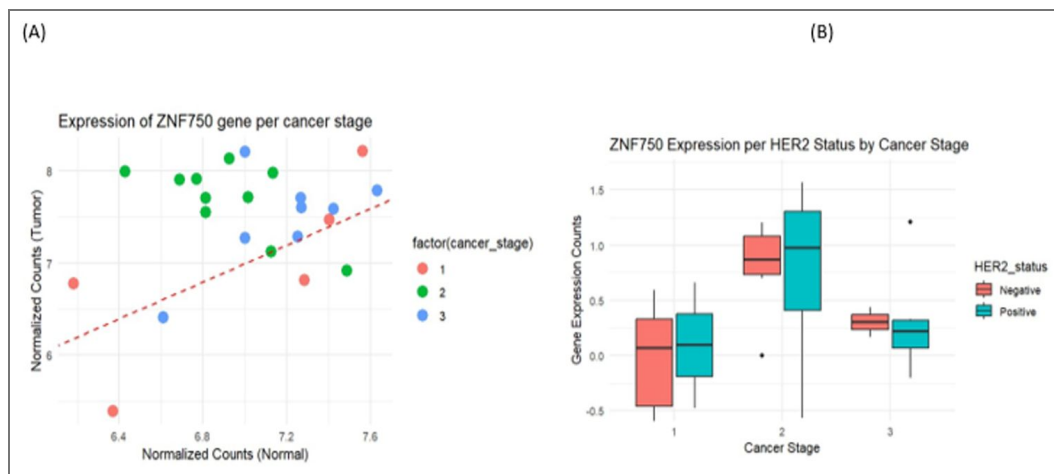 (A)
(B)
Expression of ZNF750 gene per cancer stage
Normalized Counts (Tumor)
8
7
6
6.4 6.8 7.2 7.6
Normalized Counts (Normal)
factor(cancer_stage)
1
2
3
ZNF750 Expression per HER2 Status by Cancer Stage
Gene Expression Counts
1.5
1.0
0.5
0.0
-0.5
1 2 3
Cancer Stage
HER2_status
Negative
Positive